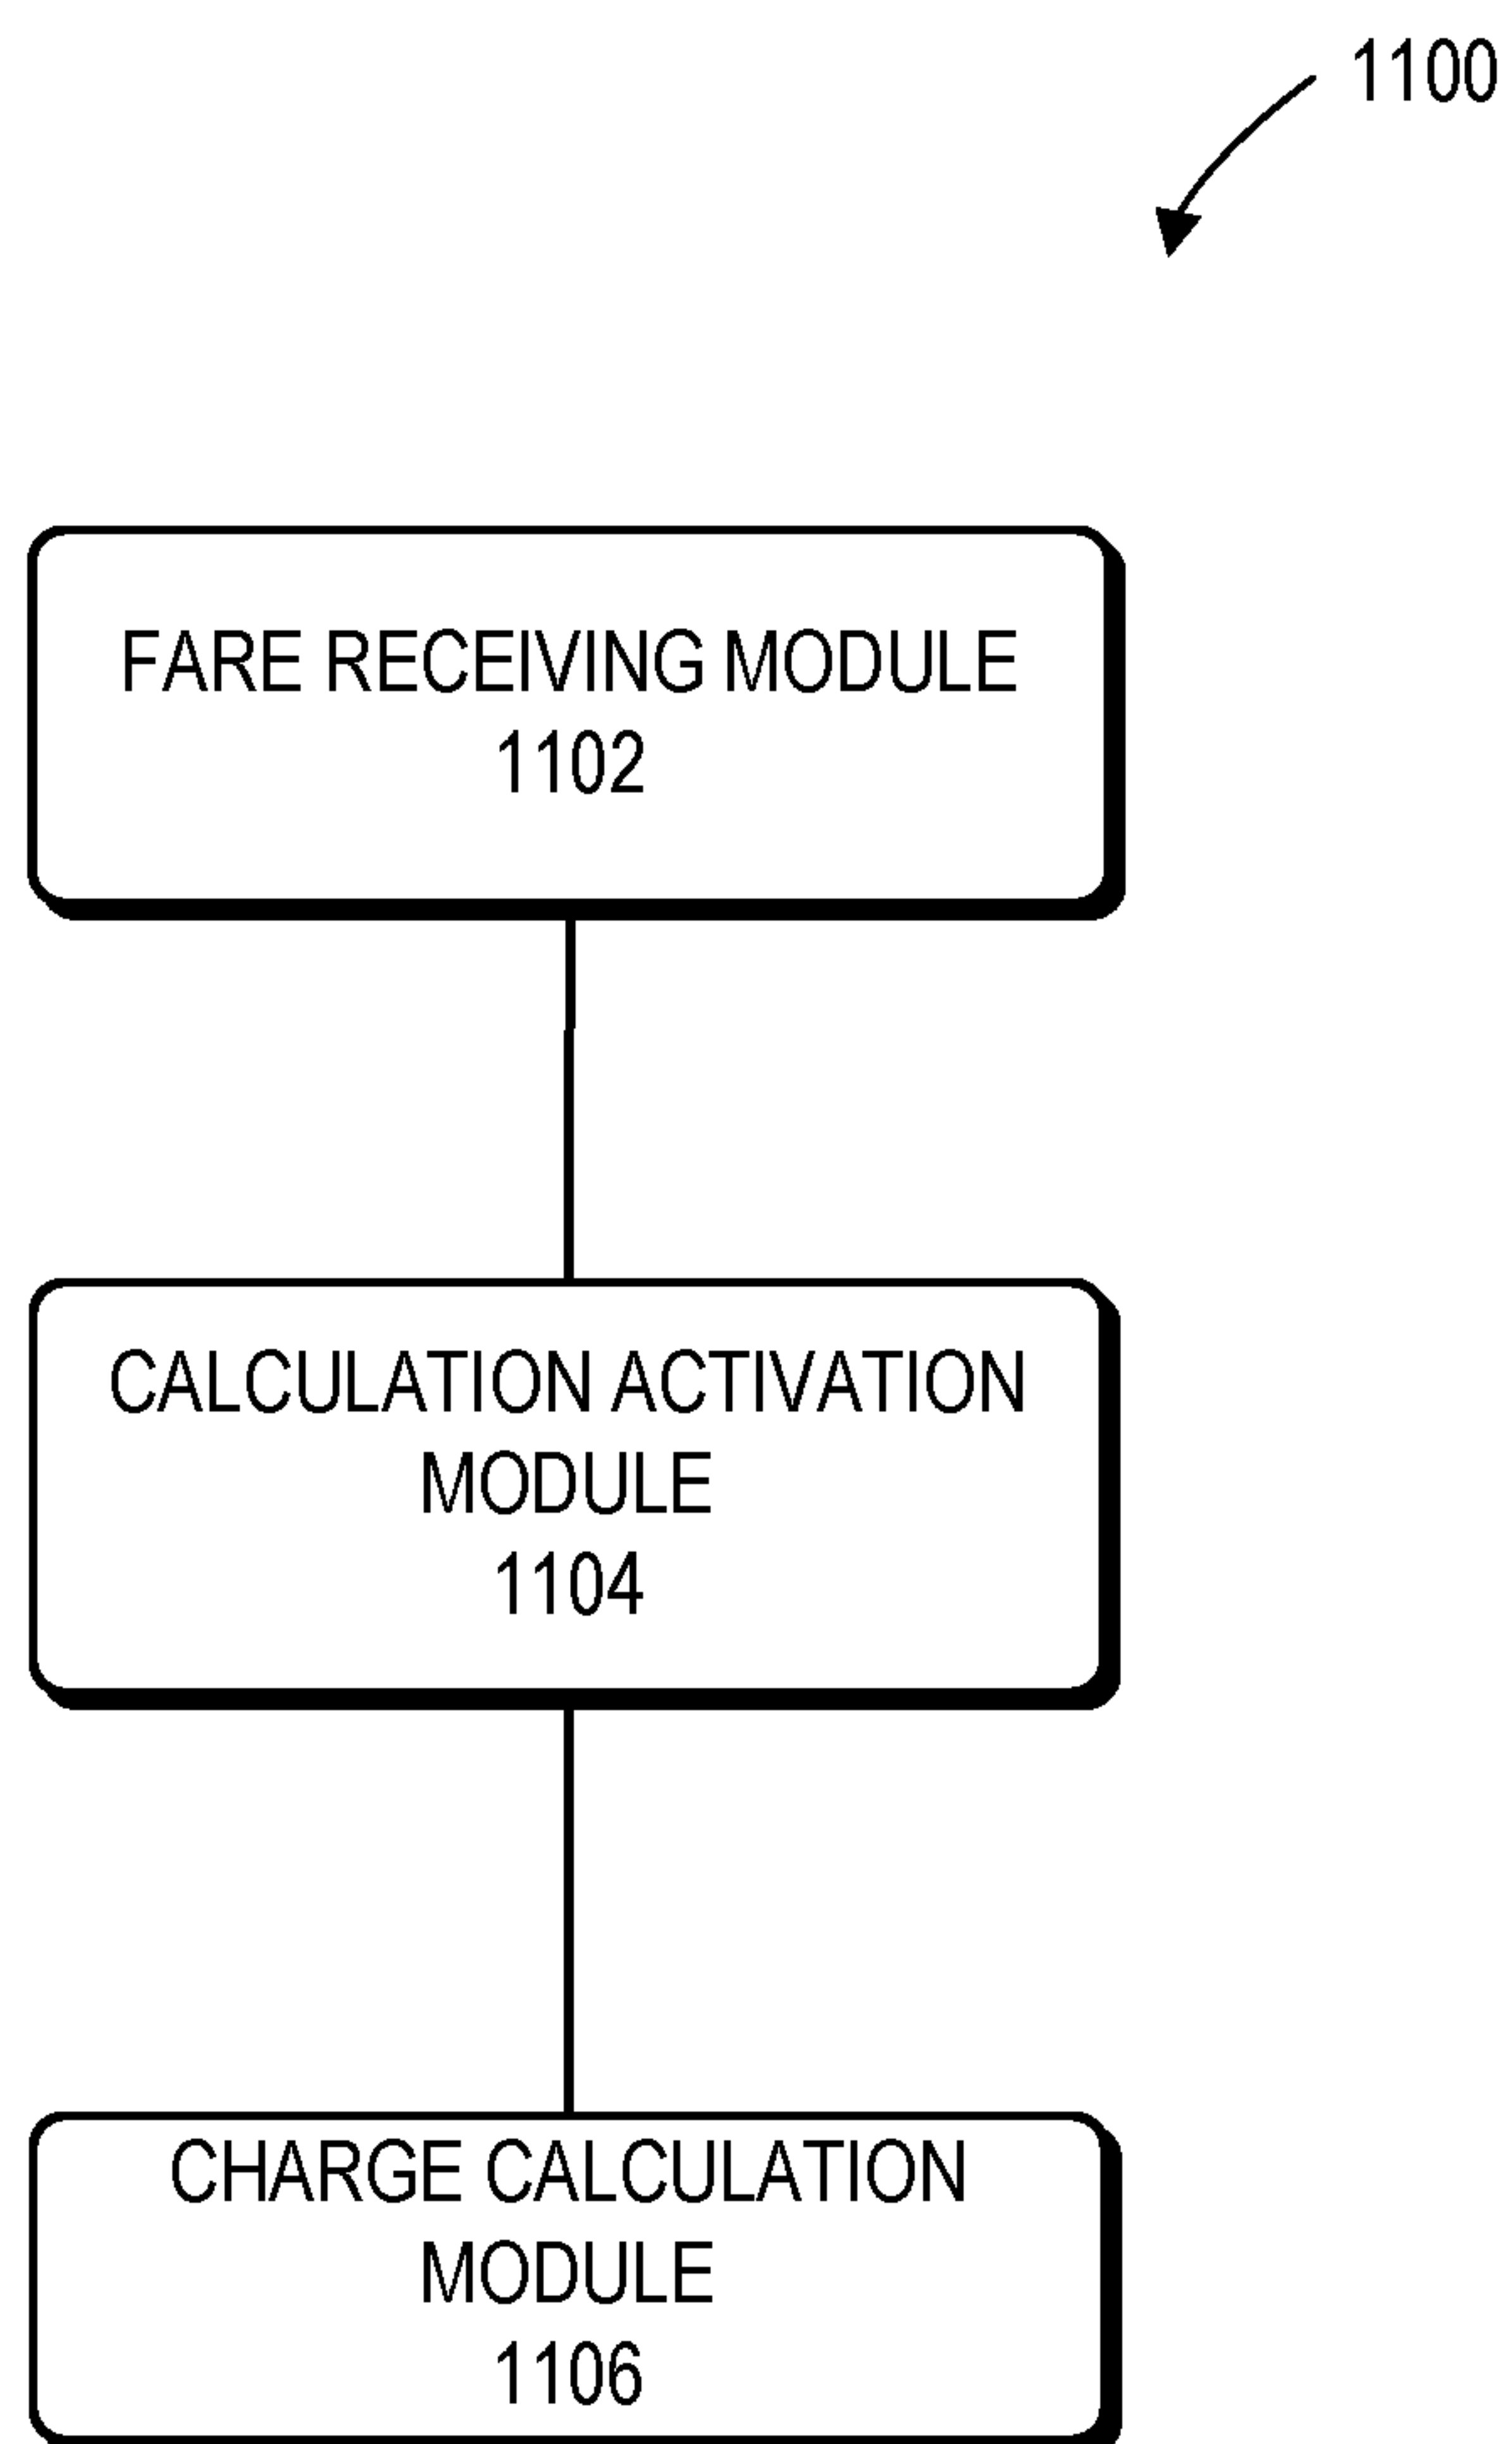 1100
FARE RECEIVING MODULE
1102
CALCULATION ACTIVATION
MODULE
1104
CHARGE CALCULATION
MODULE
1106